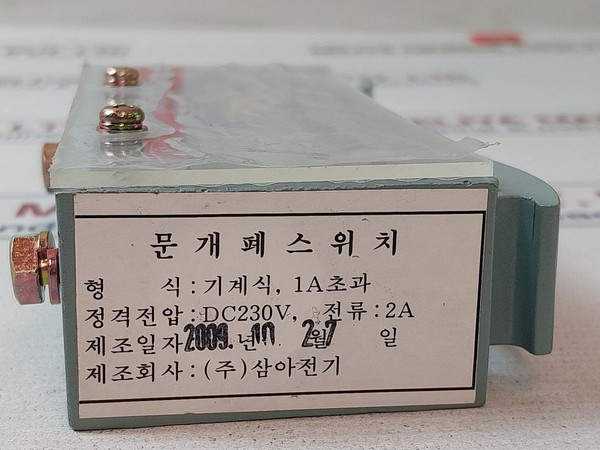 문개폐스위치
형 식:기계식, 1A초과
정격전압:DC230V, 전류:2A
제조일자 2009.년 10 월 27 일
제조회사:(주)삼아전기